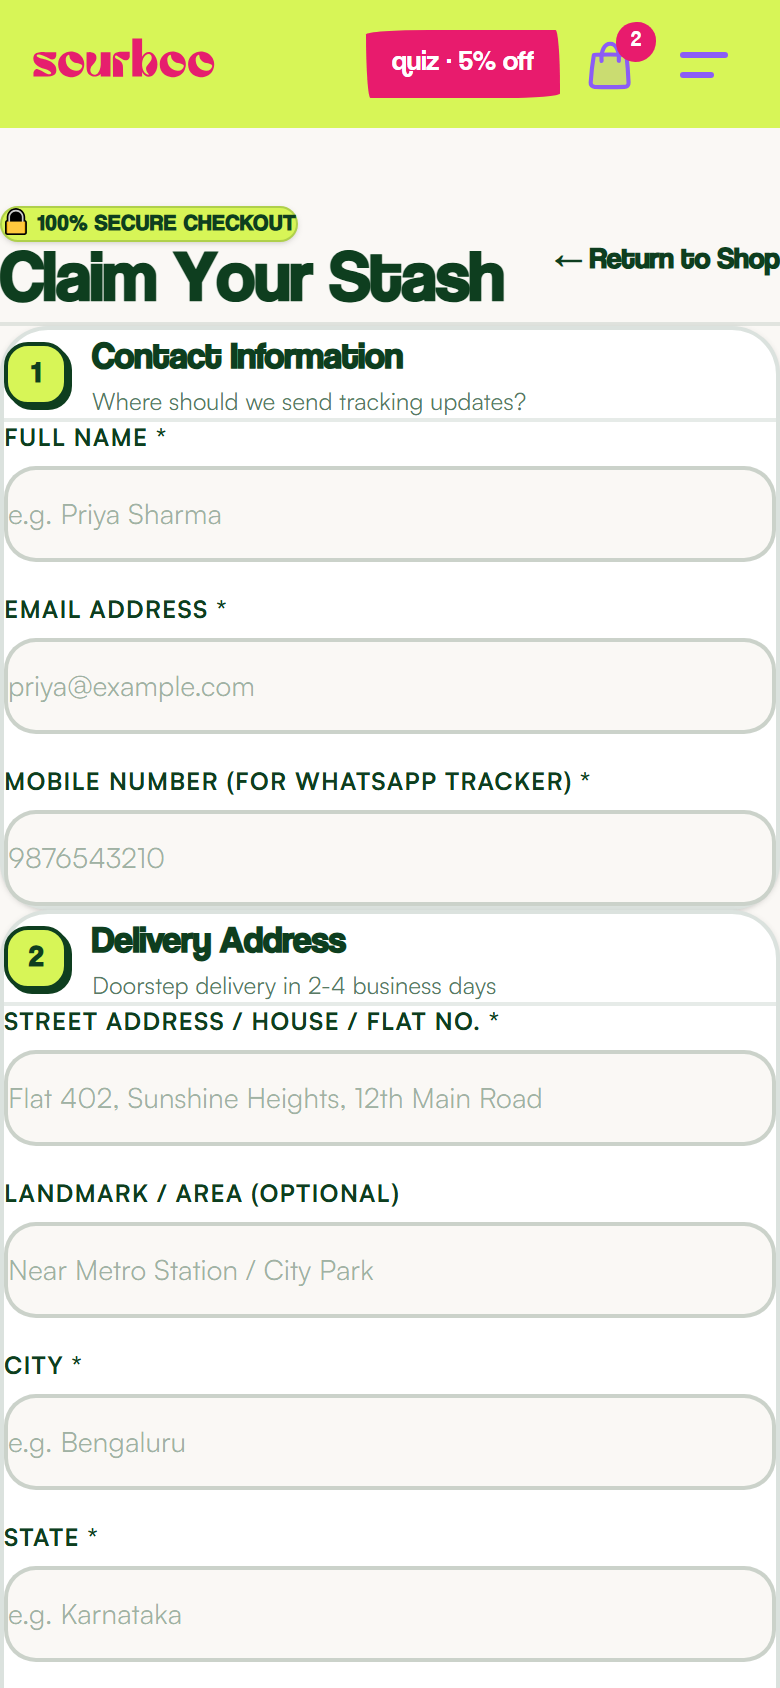 sourboo
quiz · 5% off
2
100% SECURE CHECKOUT
Claim Your Stash
← Return to Shop
1
Contact Information
Where should we send tracking updates?
FULL NAME *
e.g. Priya Sharma
EMAIL ADDRESS *
priya@example.com
MOBILE NUMBER (FOR WHATSAPP TRACKER) *
9876543210
2
Delivery Address
Doorstep delivery in 2-4 business days
STREET ADDRESS / HOUSE / FLAT NO. *
Flat 402, Sunshine Heights, 12th Main Road
LANDMARK / AREA (OPTIONAL)
Near Metro Station / City Park
CITY *
e.g. Bengaluru
STATE *
e.g. Karnataka